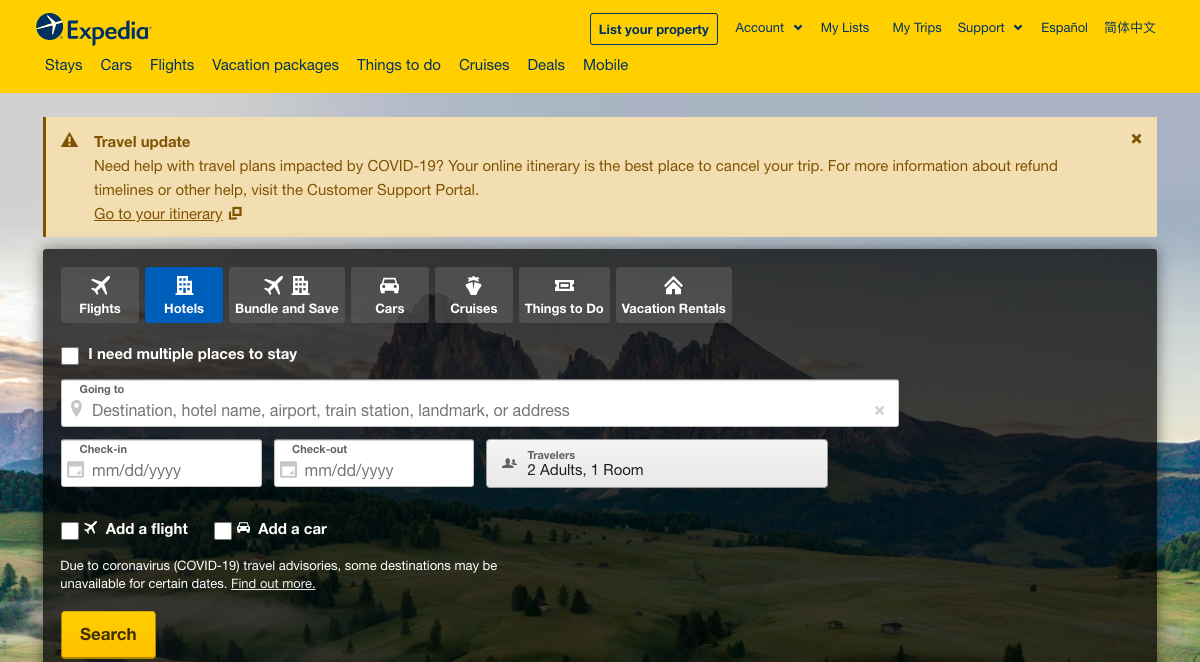 Expedia
List your property
Account
My Lists
My Trips
Support
Español
简体中文
Stays
Cars
Flights
Vacation packages
Things to do
Cruises
Deals
Mobile
Travel update
Need help with travel plans impacted by COVID-19? Your online itinerary is the best place to cancel your trip. For more information about refund
timelines or other help, visit the Customer Support Portal.
Go to your itinerary
Flights
Hotels
Bundle and Save
Cars
Cruises
Things to Do
Vacation Rentals
I need multiple places to stay
Going to
Destination, hotel name, airport, train station, landmark, or address
Check-in
mm/dd/yyyy
Check-out
mm/dd/yyyy
Travelers
2 Adults, 1 Room
Add a flight
Add a car
Due to coronavirus (COVID-19) travel advisories, some destinations may be
unavailable for certain dates. Find out more.
Search